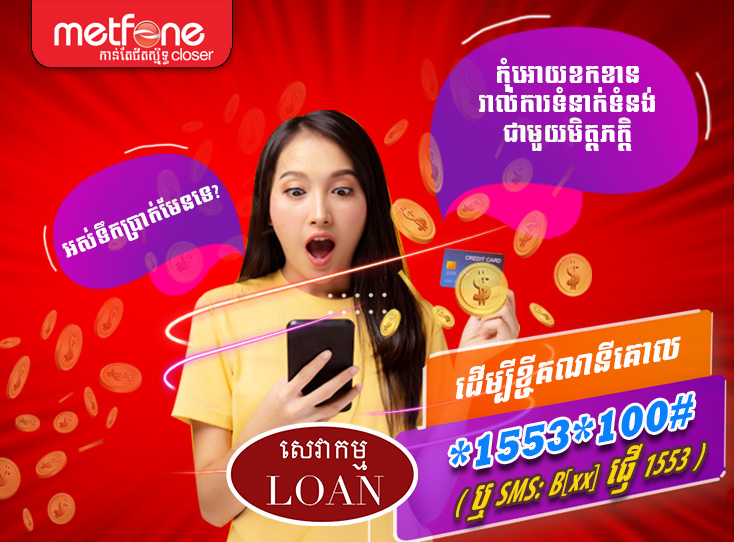 metfone
កាន់តែជិតស្និទ្ធ closer
កុំអោយខកខាន
រាល់ការទំនាក់ទំនង់
ជាមួយមិត្តភក្តិ
អស់ទឹកប្រាក់មែនទេ?
CREDIT CARD
ដើម្បីខ្ចីគណនីគោល
*1553*100#
( ឬ SMS: B[xx] ផ្ញើ 1553 )
សេវាកម្ម
LOAN